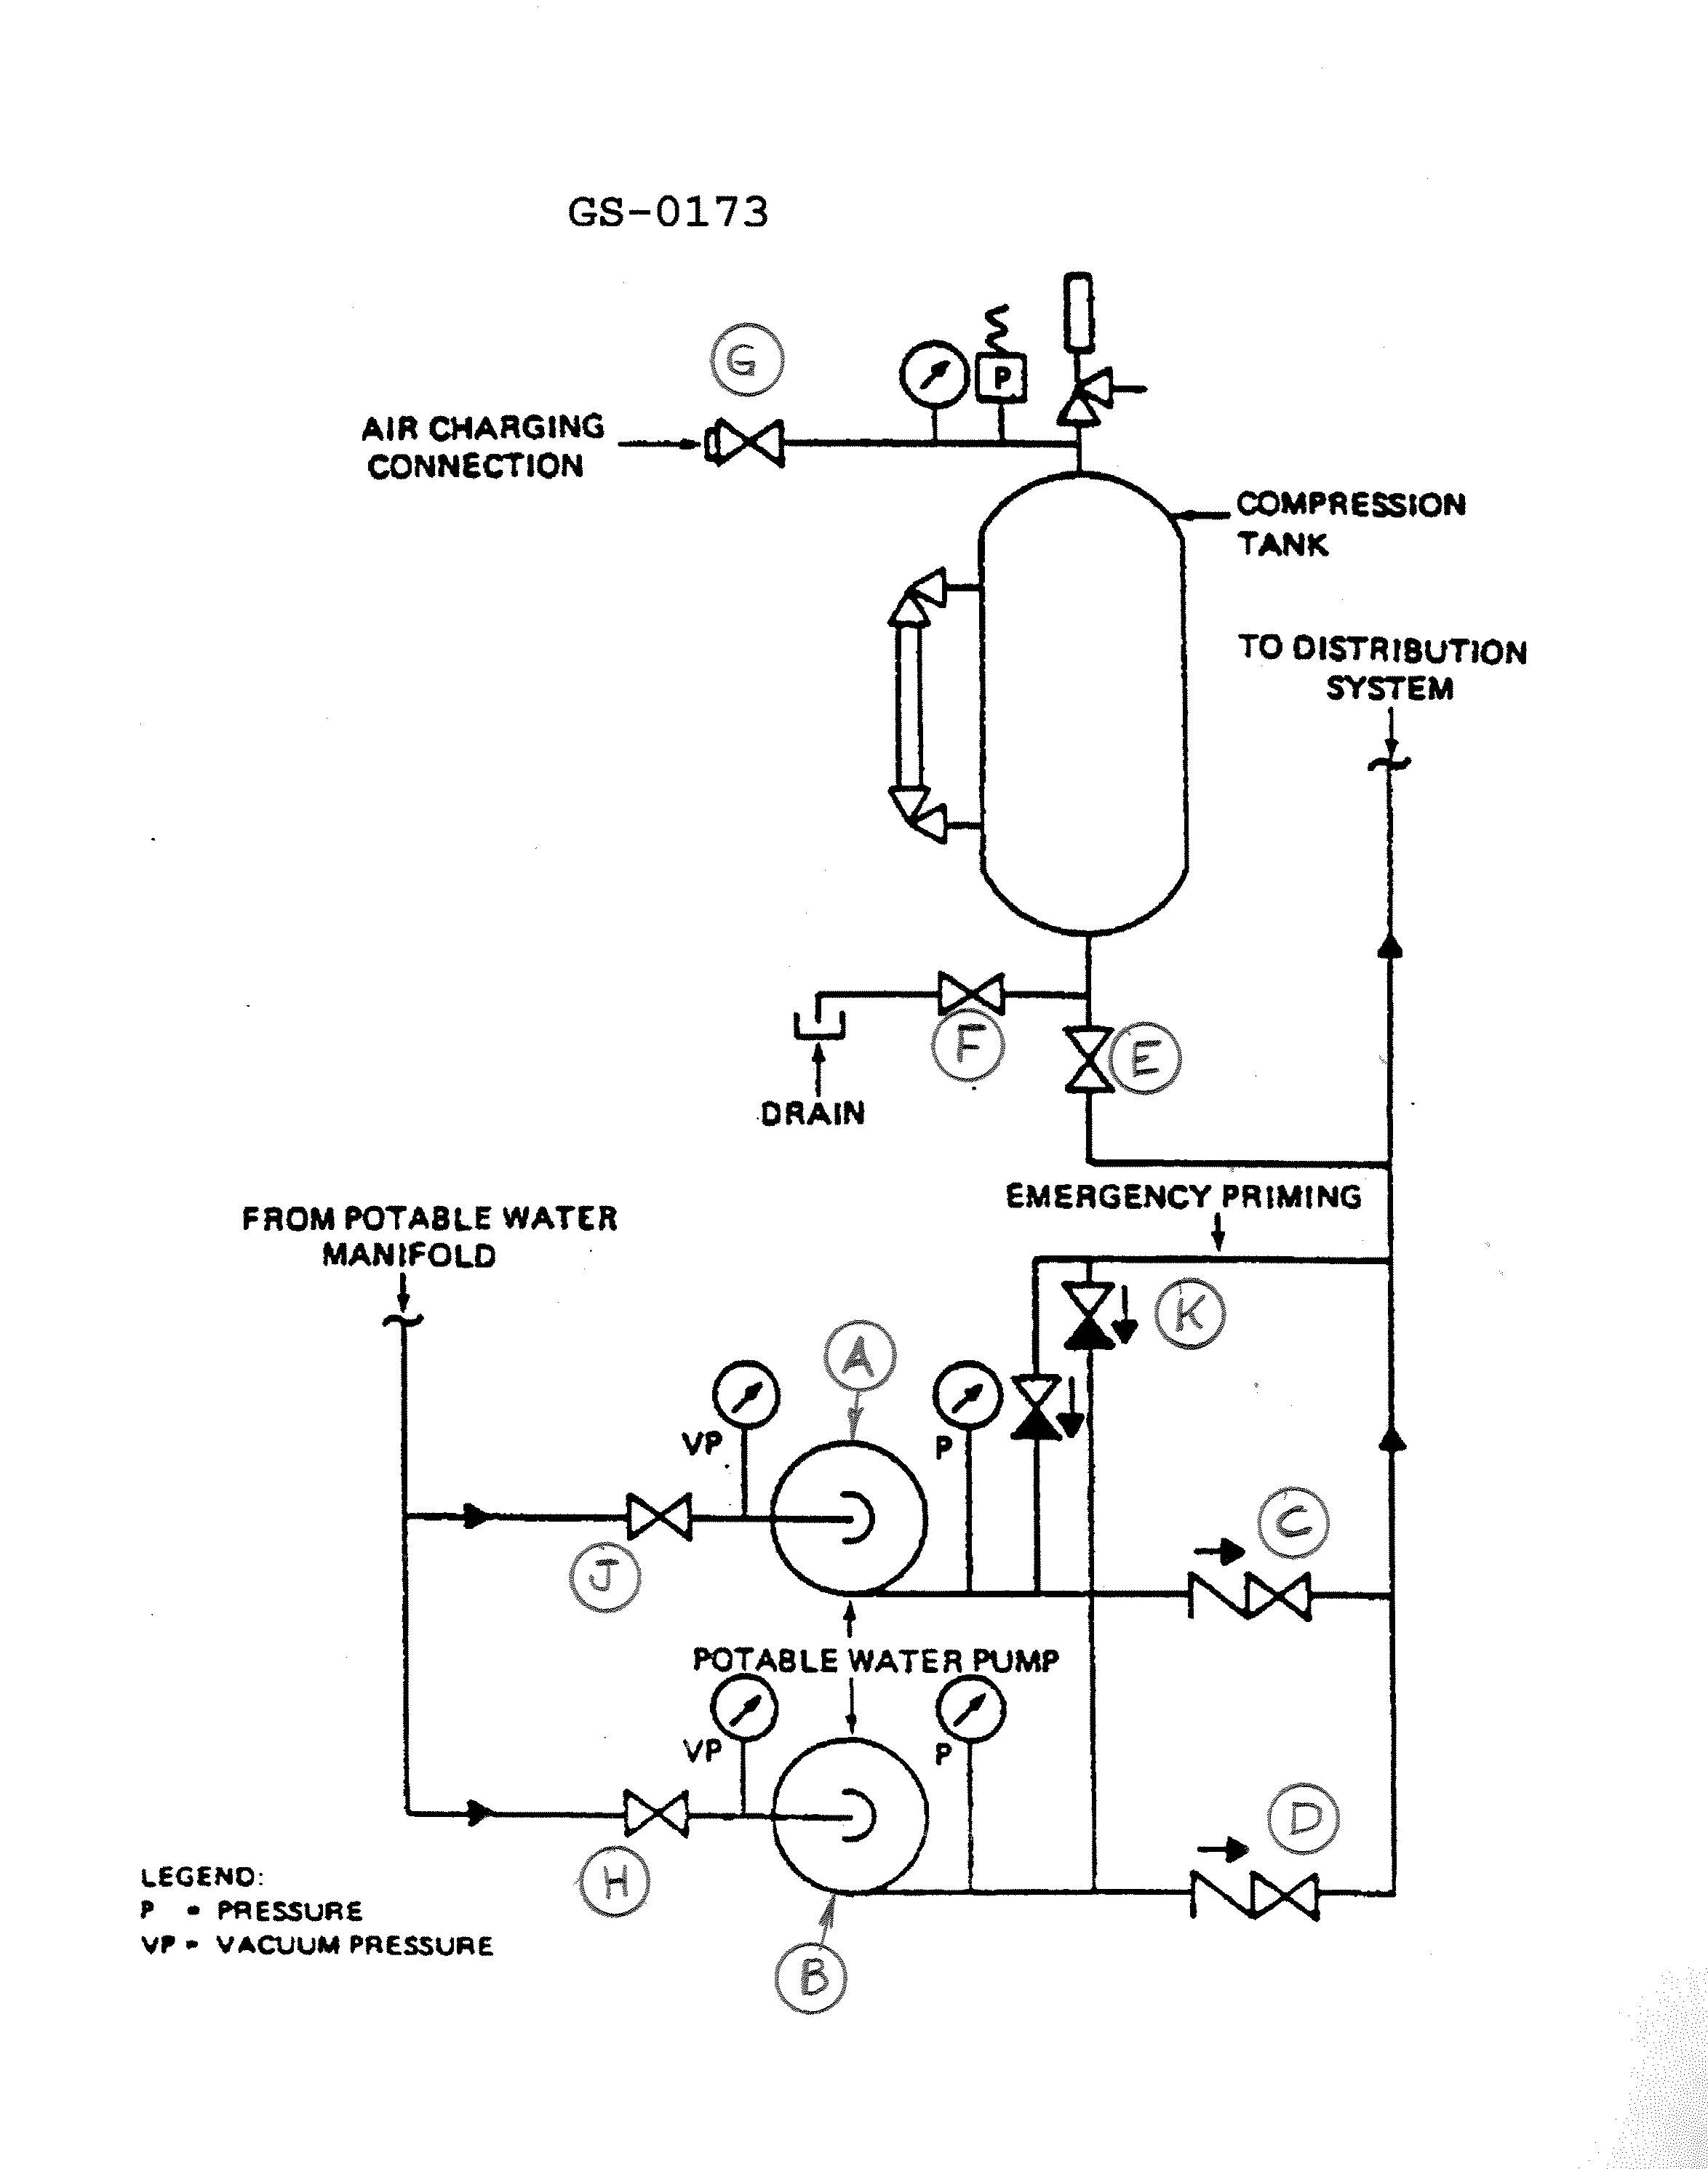 GS-0173
G
P
AIR CHARGING
CONNECTION
COMPRESSION
TANK
TO DISTRIBUTION
SYSTEM
F
E
DRAIN
EMERGENCY PRIMING
FROM POTABLE WATER
MANIFOLD
K
A
VP
P
C
J
POTABLE WATER PUMP
VP
P
D
H
LEGEND:
P = PRESSURE
VP = VACUUM PRESSURE
B